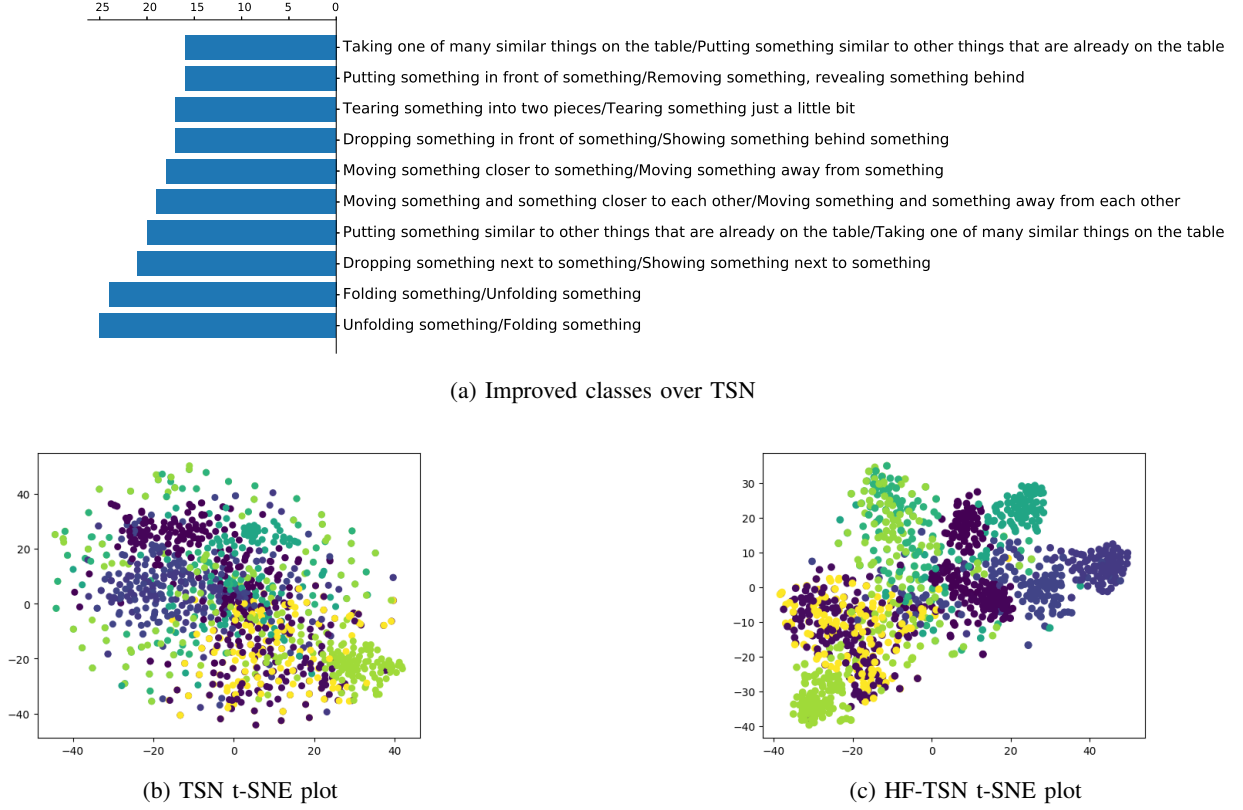 25 20 15 10 5 0
Taking one of many similar things on the table/Putting something similar to other things that are already on the table
Putting something in front of something/Removing something, revealing something behind
Tearing something into two pieces/Tearing something just a little bit
Dropping something in front of something/Showing something behind something
Moving something closer to something/Moving something away from something
Moving something and something closer to each other/Moving something and something away from each other
Putting something similar to other things that are already on the table/Taking one of many similar things on the table
Dropping something next to something/Showing something next to something
Folding something/Unfolding something
Unfolding something/Folding something
(a) Improved classes over TSN
40
20
0
−20
−40
−40 −20 0 20 40
(b) TSN t-SNE plot
30
20
10
0
−10
−20
−30
−40
−40 −20 0 20 40
(c) HF-TSN t-SNE plot